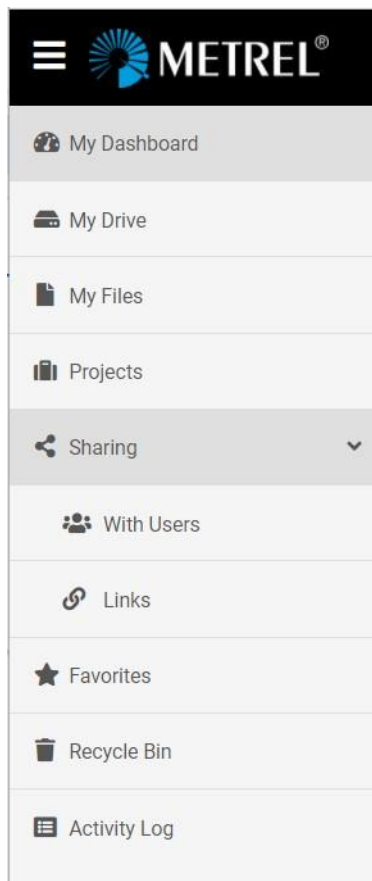 METREL®
My Dashboard
My Drive
My Files
Projects
Sharing
With Users
Links
Favorites
Recycle Bin
Activity Log